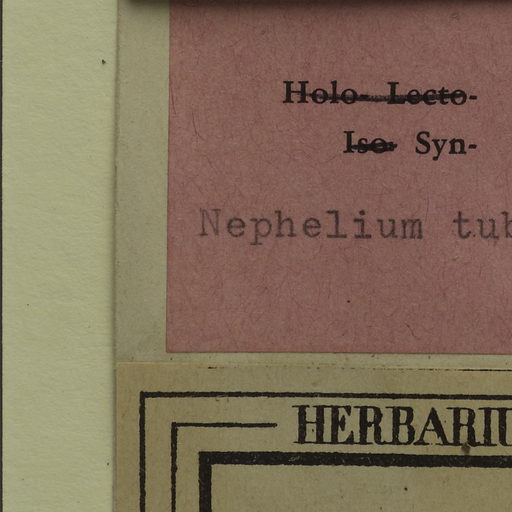 Holo- Lecto-
Iso- Syn-
Nephelium tub
HERBARIU